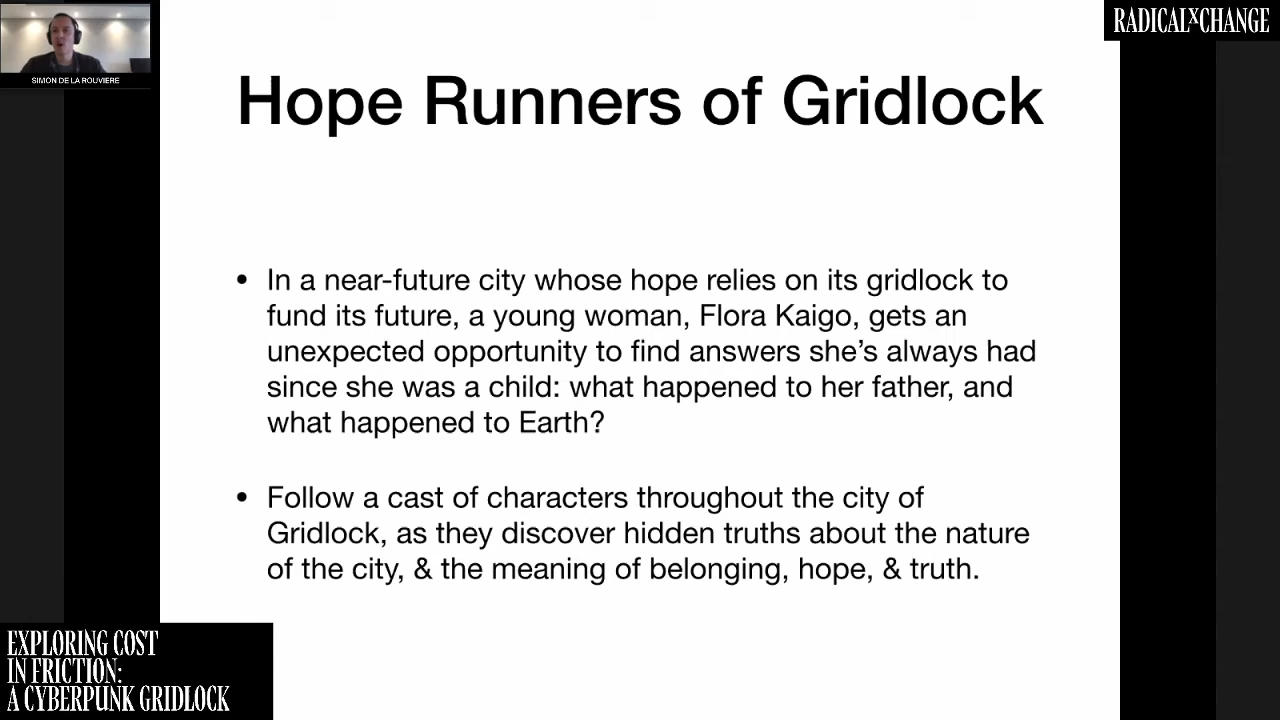 SIMON DE LA ROUVIERE
RADICALXCHANGE
Hope Runners of Gridlock
• In a near-future city whose hope relies on its gridlock to
fund its future, a young woman, Flora Kaigo, gets an
unexpected opportunity to find answers she’s always had
since she was a child: what happened to her father, and
what happened to Earth?
• Follow a cast of characters throughout the city of
Gridlock, as they discover hidden truths about the nature
of the city, & the meaning of belonging, hope, & truth.
EXPLORING COST
IN FRICTION:
A CYBERPUNK GRIDLOCK